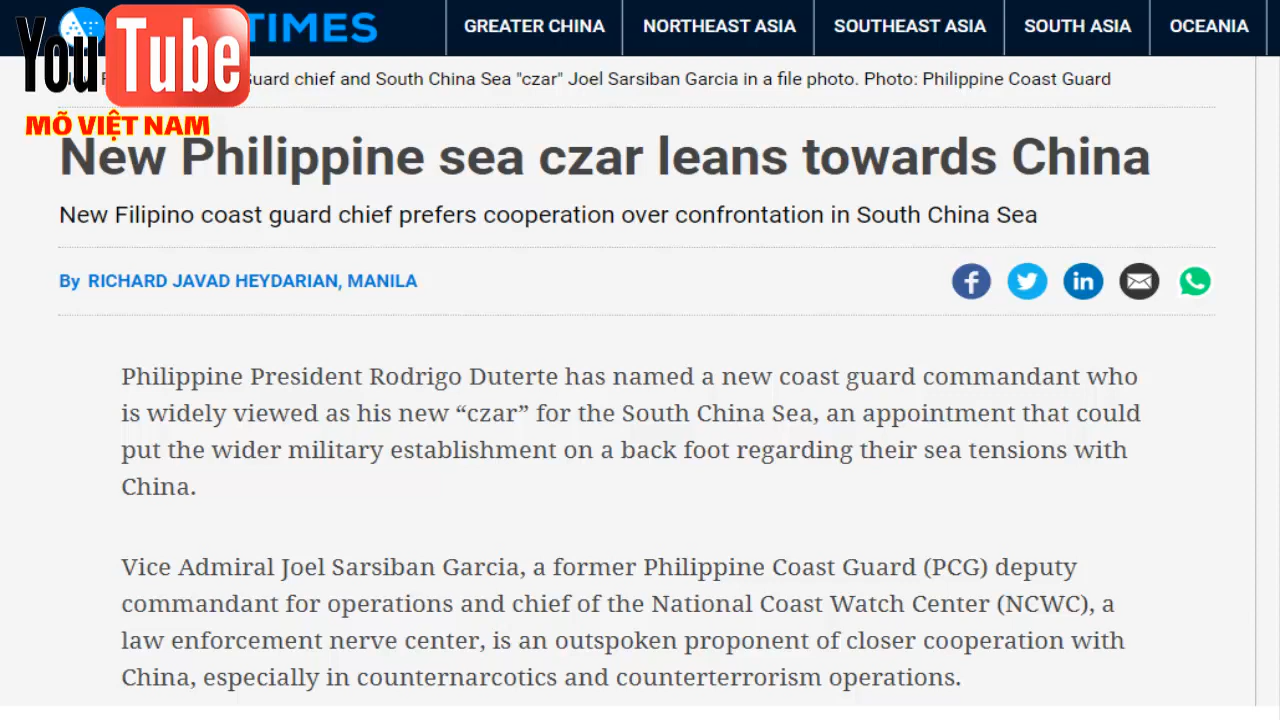 You Tube TIMES GREATER CHINA NORTHEAST ASIA SOUTHEAST ASIA SOUTH ASIA OCEANIA
chief and South China Sea "czar" Joel Sarsiban Garcia in a file photo. Photo: Philippine Coast Guard
MÕ VIỆT NAM
New Philippine sea czar leans towards China
New Filipino coast guard chief prefers cooperation over confrontation in South China Sea
By RICHARD JAVAD HEYDARIAN, MANILA
Philippine President Rodrigo Duterte has named a new coast guard commandant who
is widely viewed as his new “czar” for the South China Sea, an appointment that could
put the wider military establishment on a back foot regarding their sea tensions with
China.
Vice Admiral Joel Sarsiban Garcia, a former Philippine Coast Guard (PCG) deputy
commandant for operations and chief of the National Coast Watch Center (NCWC), a
law enforcement nerve center, is an outspoken proponent of closer cooperation with
China, especially in counternarcotics and counterterrorism operations.